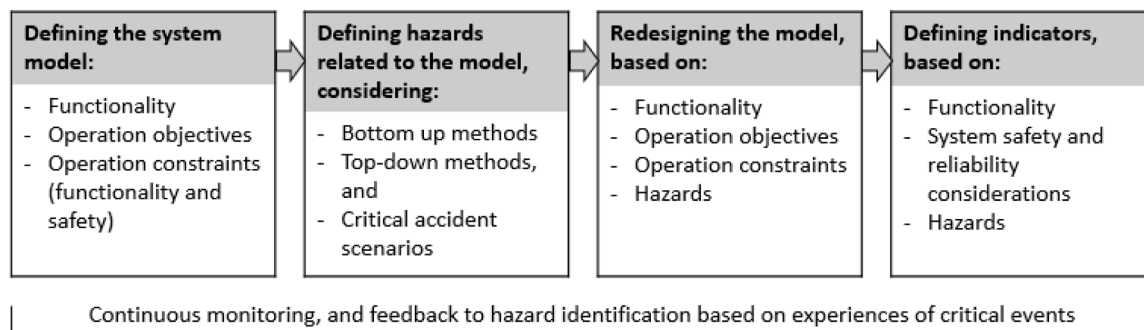 Defining the system
model:
- Functionality
- Operation objectives
- Operation constraints
(functionality and
safety)
Defining hazards
related to the model,
considering:
- Bottom up methods
- Top-down methods,
and
- Critical accident
scenarios
Redesigning the model,
based on:
- Functionality
- Operation objectives
- Operation constraints
- Hazards
Defining indicators,
based on:
- Functionality
- System safety and
reliability
considerations
- Hazards
Continuous monitoring, and feedback to hazard identification based on experiences of critical events